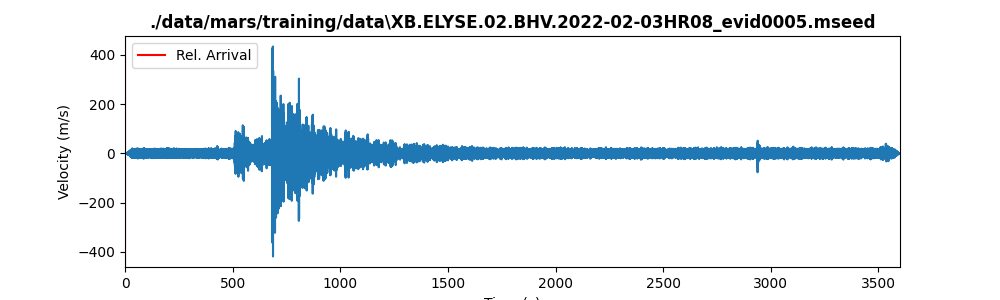 ./data/mars/training/data\XB.ELYSE.02.BHV.2022-02-03HR08_evid0005.mseed
Rel. Arrival
Velocity (m/s)
400
200
0
−200
−400
0 500 1000 1500 2000 2500 3000 3500